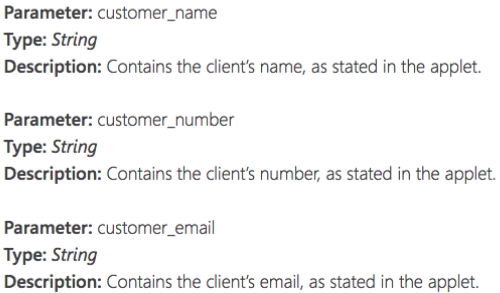 Parameter: customer_name
Type: String
Description: Contains the client’s name, as stated in the applet.
Parameter: customer_number
Type: String
Description: Contains the client’s number, as stated in the applet.
Parameter: customer_email
Type: String
Description: Contains the client’s email, as stated in the applet.